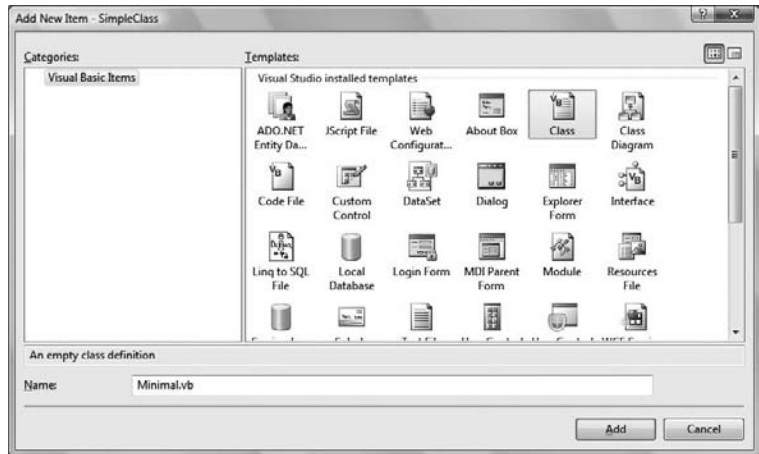 Add New Item - SimpleClass
Categories:
Templates:
Visual Basic Items
Visual Studio installed templates
ADO.NET Entity Da...
JScript File
Web Configurat...
About Box
Class
Class Diagram
Code File
Custom Control
DataSet
Dialog
Explorer Form
Interface
Linq to SQL File
Local Database
Login Form
MDI Parent Form
Module
Resources File
An empty class definition
Name:
Minimal.vb
Add
Cancel